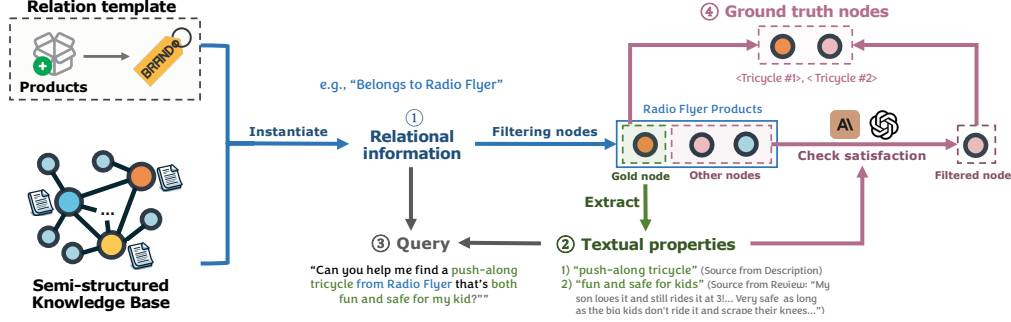 Relation template
BRAND
Products
Semi-structured
Knowledge Base
...
Instantiate
e.g., “Belongs to Radio Flyer”
①
Relational
information
Filtering nodes
③ Query
“Can you help me find a push-along
tricycle from Radio Flyer that’s both
fun and safe for my kid?””
④ Ground truth nodes
<Tricycle #1>, < Tricycle #2>
Radio Flyer Products
Gold node
Other nodes
Extract
A\
Check satisfaction
Filtered node
② Textual properties
1) “push-along tricycle” (Source from Description)
2) “fun and safe for kids” (Source from Review: “My
son loves it and still rides it at 3!... Very safe as long
as the big kids don’t ride it and scrape their knees...”)